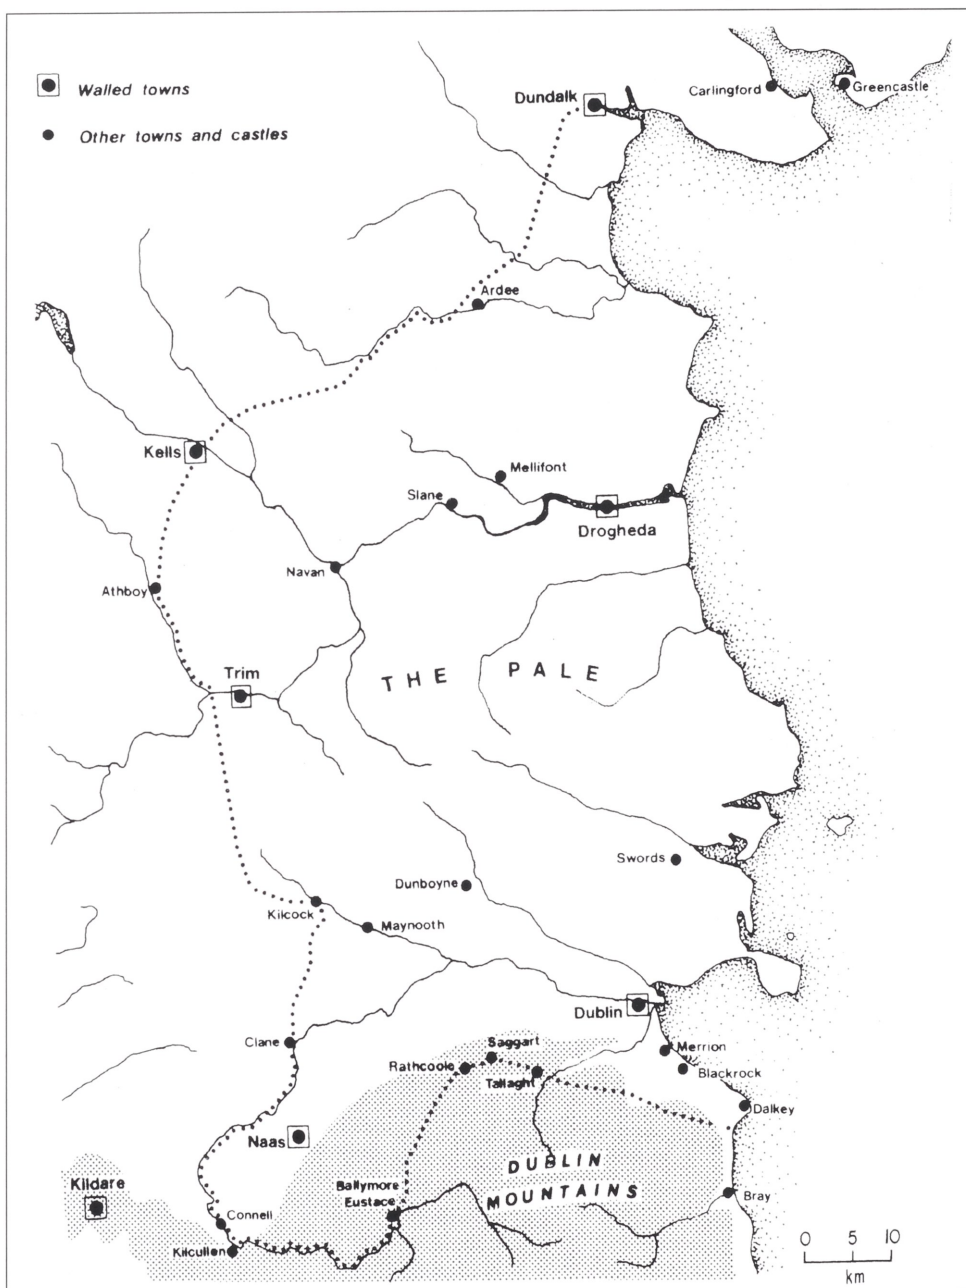 Walled towns
Other towns and castles
Dundalk
Carlingford
Greencastle
Ardee
Kells
Mellifont
Slane
Drogheda
Navan
Athboy
THE PALE
Trim
Swords
Dunboyne
Kilcock
Maynooth
Dublin
Clane
Saggart
Merrion
Rathcoole
Tallaght
Blackrock
Dalkey
Naas
DUBLIN
MOUNTAINS
Kildare
Ballymore
Eustace
Bray
Connell
Kilcullen
0 5 10
km